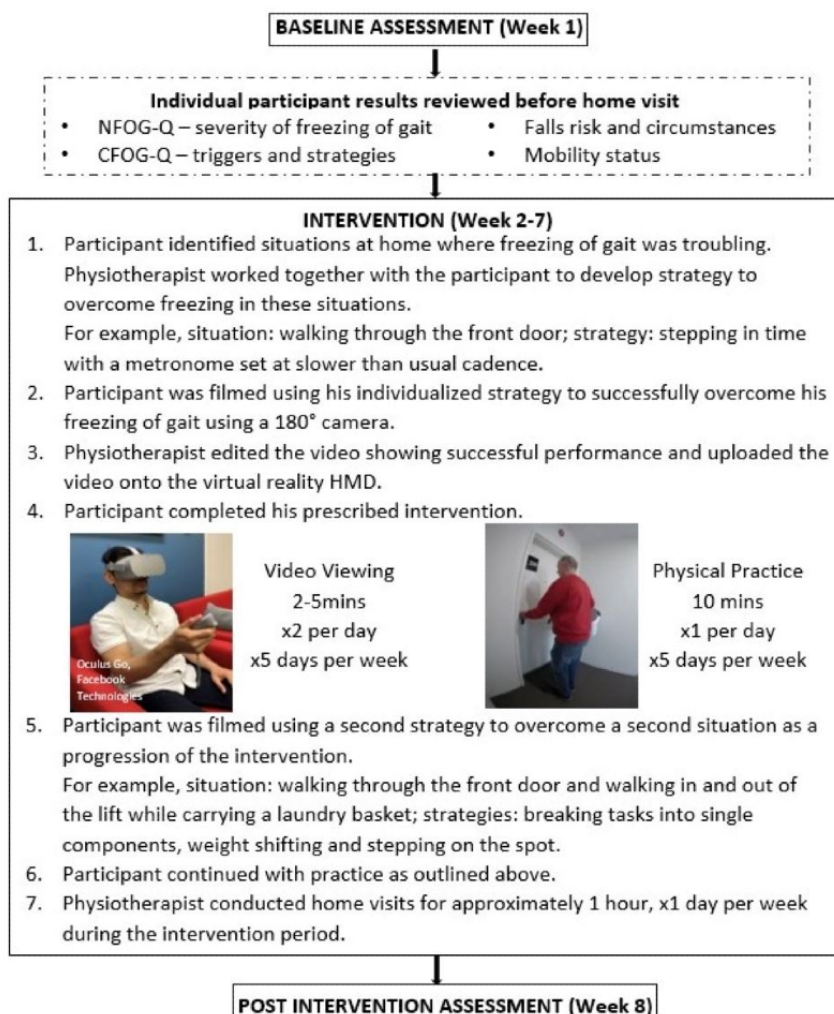 BASELINE ASSESSMENT (Week 1)
Individual participant results reviewed before home visit
• NFOG-Q – severity of freezing of gait
• Falls risk and circumstances
• CFOG-Q – triggers and strategies
• Mobility status
INTERVENTION (Week 2-7)
1. Participant identified situations at home where freezing of gait was troubling.
Physiotherapist worked together with the participant to develop strategy to
overcome freezing in these situations.
For example, situation: walking through the front door; strategy: stepping in time
with a metronome set at slower than usual cadence.
2. Participant was filmed using his individualized strategy to successfully overcome his
freezing of gait using a 180° camera.
3. Physiotherapist edited the video showing successful performance and uploaded the
video onto the virtual reality HMD.
4. Participant completed his prescribed intervention.
Oculus Go,
Facebook
Technologies
Video Viewing
2-5mins
x2 per day
x5 days per week
Physical Practice
10 mins
x1 per day
x5 days per week
5. Participant was filmed using a second strategy to overcome a second situation as a
progression of the intervention.
For example, situation: walking through the front door and walking in and out of
the lift while carrying a laundry basket; strategies: breaking tasks into single
components, weight shifting and stepping on the spot.
6. Participant continued with practice as outlined above.
7. Physiotherapist conducted home visits for approximately 1 hour, x1 day per week
during the intervention period.
POST INTERVENTION ASSESSMENT (Week 8)